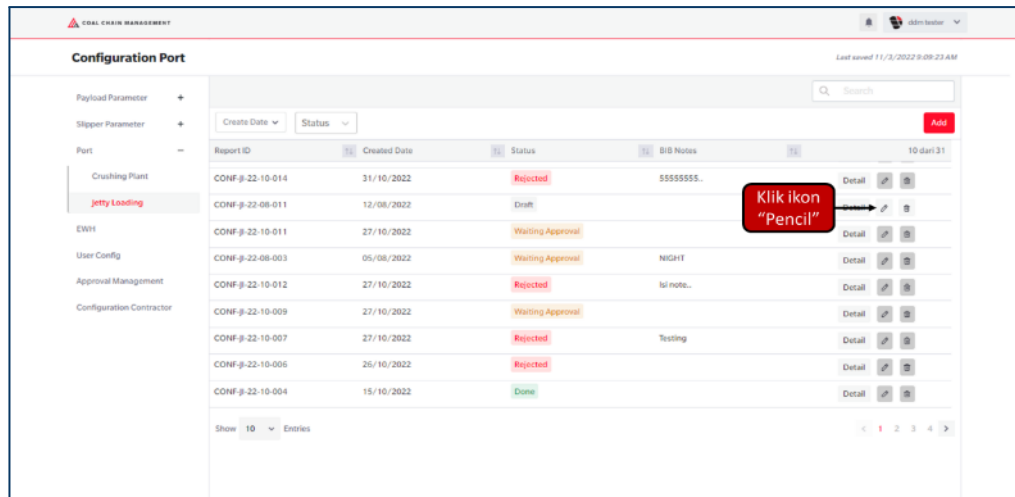 COAL CHAIN MANAGEMENT
ddm tester
Configuration Port
Last saved 11/3/2022 9:09:23 AM
Payload Parameter +
Slipper Parameter +
Port −
Crushing Plant
Jetty Loading
EWH
User Config
Approval Management
Configuration Contractor
Search
Create Date
Status
Add
Report ID Created Date Status BIB Notes 10 dari 31
CONF-JI-22-10-014 31/10/2022 Rejected 55555555.. Detail
CONF-JI-22-08-011 12/08/2022 Draft Detail
Klik ikon
“Pencil”
CONF-JI-22-10-011 27/10/2022 Waiting Approval Detail
CONF-JI-22-08-003 05/08/2022 Waiting Approval NIGHT Detail
CONF-JI-22-10-012 27/10/2022 Rejected Isi note.. Detail
CONF-JI-22-10-009 27/10/2022 Waiting Approval Detail
CONF-JI-22-10-007 27/10/2022 Rejected Testing Detail
CONF-JI-22-10-006 26/10/2022 Rejected Detail
CONF-JI-22-10-004 15/10/2022 Done Detail
Show 10 Entries
< 1 2 3 4 >